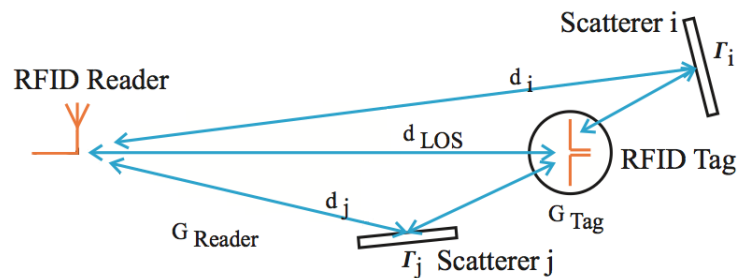 Scatterer i
Γi
RFID Reader
di
dLOS
RFID Tag
dj
GTag
GReader
Γj Scatterer j